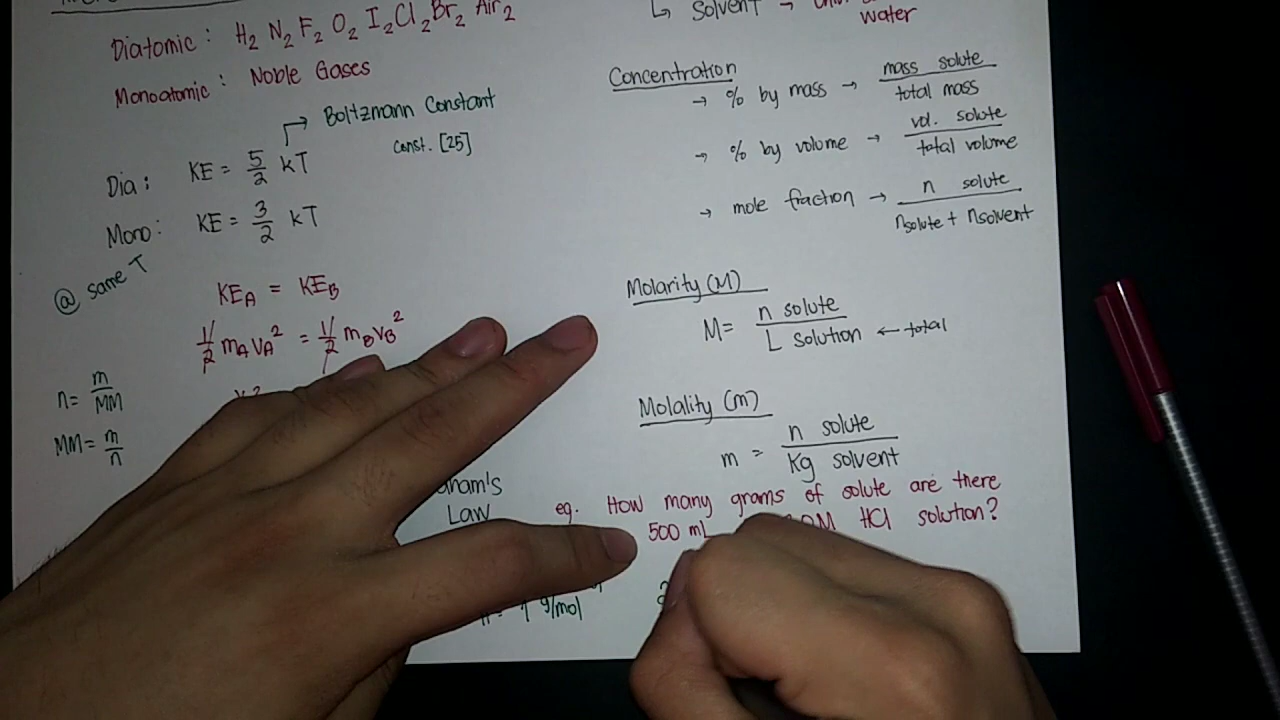 Diatomic : H2 N2 F2 O2 I2 Cl2 Br2 Air2
Monoatomic : Noble Gases
→ Boltzmann Constant
const. [25]
Dia : KE = 5/2 kT
Mono : KE = 3/2 kT
@ same T
KEA = KEB
1/2 mAVA² = 1/2 mBVB²
n = m/MM
MM = m/n
Law
g/mol
↳ solvent →
water
Concentration
→ % by mass → mass solute / total mass
→ % by volume → vol. solute / total volume
→ mole fraction → n solute / nsolute + nsolvent
Molarity (M)
M = n solute / L solution ← total
Molality (m)
m = n solute / Kg solvent
eg. How many grams of solute are there
500 mL HCl solution?